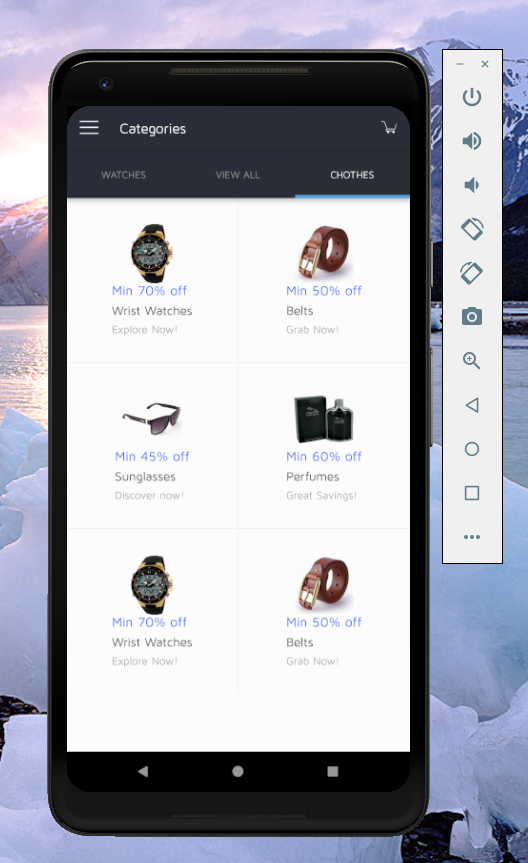 Categories
WATCHES VIEW ALL CHOTHES
Min 70% off
Wrist Watches
Explore Now!
Min 50% off
Belts
Grab Now!
Min 45% off
Sunglasses
Discover now!
Min 60% off
Perfumes
Great Savings!
Min 70% off
Wrist Watches
Explore Now!
Min 50% off
Belts
Grab Now!